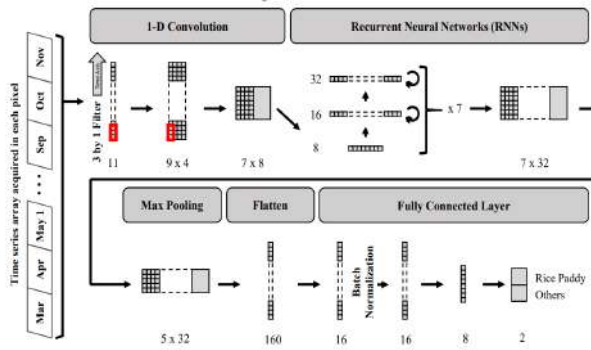 1-D Convolution
Recurrent Neural Networks (RNNs)
Time series array acquired in each pixel
Nov
Oct
Sep
• • •
May 1
Apr
Mar
3 by 1 Filter
11
9 x 4
7 x 8
32
16
8
x 7
7 x 32
Max Pooling
Flatten
Fully Connected Layer
5 x 32
160
16
Batch
Normalization
16
8
Rice Paddy
Others
2